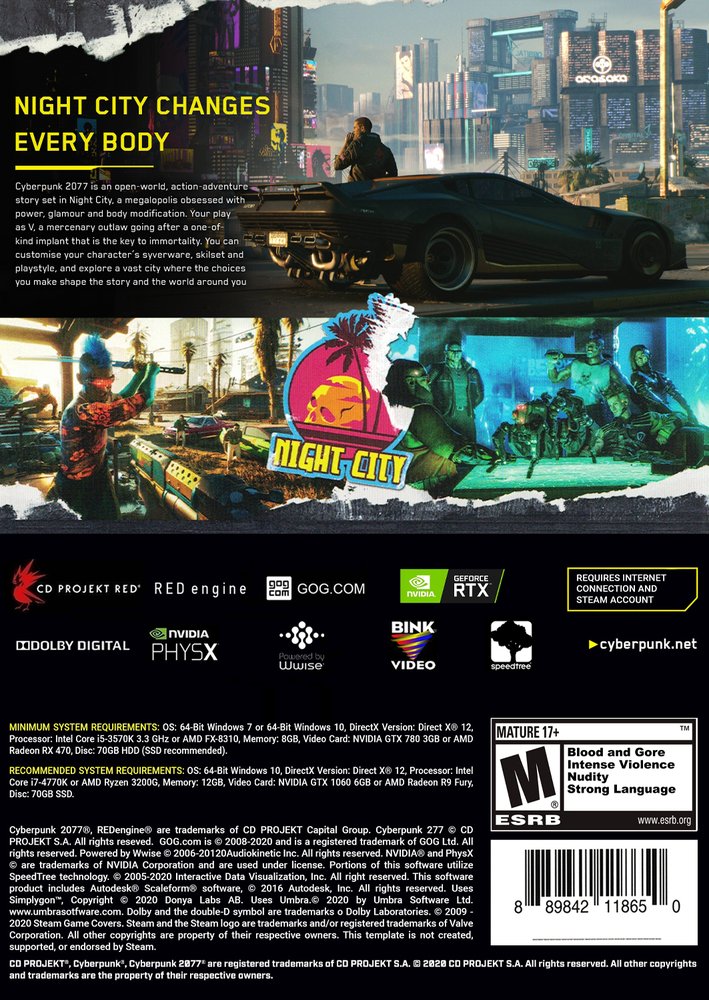 arasaka
NIGHT CITY CHANGES
EVERY BODY
Cyberpunk 2077 is an open-world, action-adventure
story set in Night City, a megalopolis obsessed with
power, glamour and body modification. Your play
as V, a mercenary outlaw going after a one-of-
kind implant that is the key to immortality. You can
customise your character´s syverware, skilset and
playstyle, and explore a vast city where the choices
you make shape the story and the world around you
NIGHT CITY
CD PROJEKT RED®
RED engine
gog
com
GOG.COM
nVIDIA
GEFORCE
RTX™
REQUIRES INTERNET
CONNECTION AND
STEAM ACCOUNT
DOLBY DIGITAL
nVIDIA
PHYSX
Powered by
Wwise
BINK
VIDEO
speedtree
cyberpunk.net
MINIMUM SYSTEM REQUIREMENTS: OS: 64-Bit Windows 7 or 64-Bit Windows 10, DirectX Version: Direct X® 12,
Processor: Intel Core i5-3570K 3.3 GHz or AMD FX-8310, Memory: 8GB, Video Card: NVIDIA GTX 780 3GB or AMD
Radeon RX 470, Disc: 70GB HDD (SSD recommended).
RECOMMENDED SYSTEM REQUIREMENTS: OS: 64-Bit Windows 10, DirectX Version: Direct X® 12, Processor: Intel
Core i7-4770K or AMD Ryzen 3200G, Memory: 12GB, Video Card: NVIDIA GTX 1060 6GB or AMD Radeon R9 Fury,
Disc: 70GB SSD.
MATURE 17+
TM
M
®
ESRB
Blood and Gore
Intense Violence
Nudity
Strong Language
www.esrb.org
Cyberpunk 2077®, REDengine® are trademarks of CD PROJEKT Capital Group. Cyberpunk 277 © CD
PROJEKT S.A. All rights reseved. GOG.com is © 2008-2020 and is a registered trademark of GOG Ltd. All
rights reserved. Powered by Wwise © 2006-20120Audiokinetic Inc. All rights reserved. NVIDIA® and PhysX
© are trademarks of NVIDIA Corporation and are used under license. Portions of this software utilize
SpeedTree technology. © 2005-2020 Interactive Data Visualization, Inc. All right reserved. This software
product includes Autodesk® Scaleform® software, © 2016 Autodesk, Inc. All rights reserved. Uses
Simplygon™, Copyright © 2020 Donya Labs AB. Uses Umbra.© 2020 by Umbra Software Ltd.
www.umbrasotfware.com. Dolby and the double-D symbol are trademarks o Dolby Laboratories. © 2009 -
2020 Steam Game Covers. Steam and the Steam logo are trademarks and/or registered trademarks of Valve
Corporation. All other copyrights are property of their respective owners. This template is not created,
supported, or endorsed by Steam.
8 89842 11865 0
CD PROJEKT®, Cyberpunk®, Cyberpunk 2077® are registered trademarks of CD PROJEKT S.A. © 2020 CD PROJEKT S.A. All rights reserved. All other copyrights
and trademarks are the property of their respective owners.